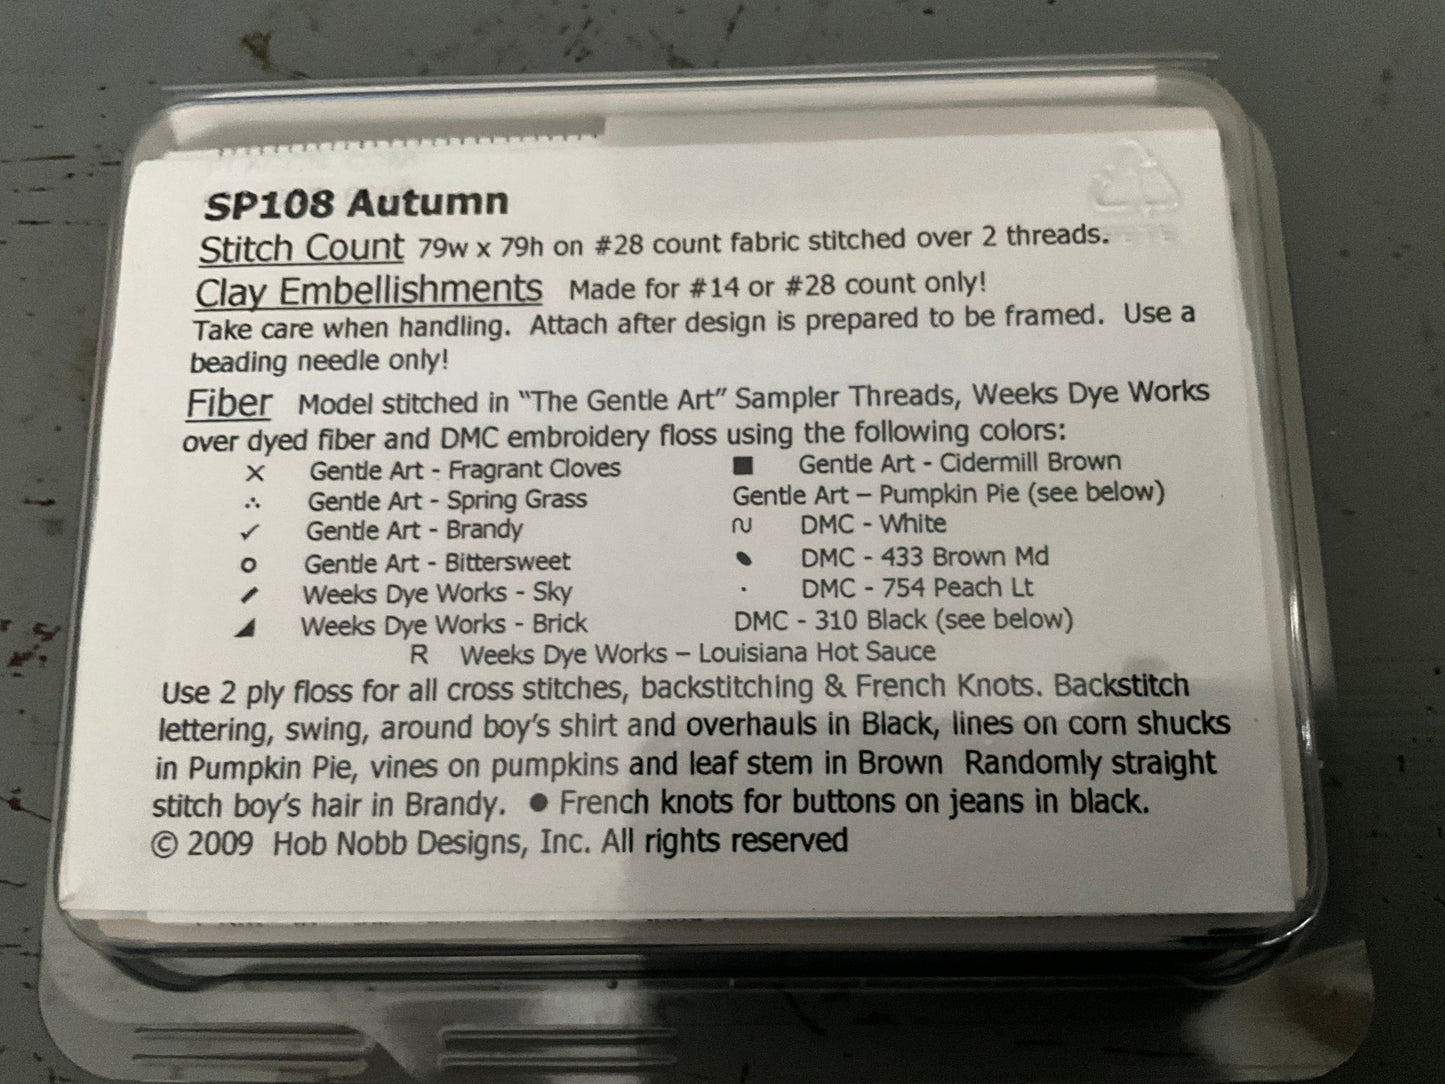 SP108 Autumn
Stitch Count 79w x 79h on #28 count fabric stitched over 2 threads.
Clay Embellishments Made for #14 or #28 count only!
Take care when handling. Attach after design is prepared to be framed. Use a
beading needle only!
Fiber Model stitched in “The Gentle Art” Sampler Threads, Weeks Dye Works
over dyed fiber and DMC embroidery floss using the following colors:
X Gentle Art - Fragrant Cloves ■ Gentle Art - Cidermill Brown
∴ Gentle Art - Spring Grass Gentle Art – Pumpkin Pie (see below)
✓ Gentle Art - Brandy ~ DMC - White
o Gentle Art - Bittersweet ⬮ DMC - 433 Brown Md
/ Weeks Dye Works - Sky · DMC - 754 Peach Lt
◢ Weeks Dye Works - Brick DMC - 310 Black (see below)
R Weeks Dye Works – Louisiana Hot Sauce
Use 2 ply floss for all cross stitches, backstitching & French Knots. Backstitch
lettering, swing, around boy’s shirt and overhauls in Black, lines on corn shucks
in Pumpkin Pie, vines on pumpkins and leaf stem in Brown Randomly straight
stitch boy’s hair in Brandy. ● French knots for buttons on jeans in black.
© 2009 Hob Nobb Designs, Inc. All rights reserved